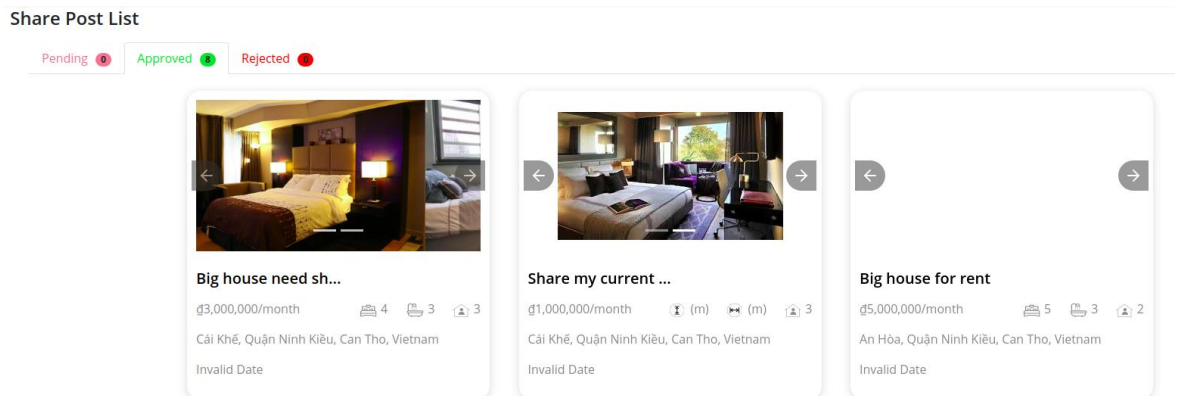 Share Post List
Pending 0 Approved 8 Rejected 0
Big house need sh...
₫3,000,000/month 4 3 3
Cái Khế, Quận Ninh Kiều, Can Tho, Vietnam
Invalid Date
Share my current ...
₫1,000,000/month (m) (m) 3
Cái Khế, Quận Ninh Kiều, Can Tho, Vietnam
Invalid Date
Big house for rent
₫5,000,000/month 5 3 2
An Hòa, Quận Ninh Kiều, Can Tho, Vietnam
Invalid Date